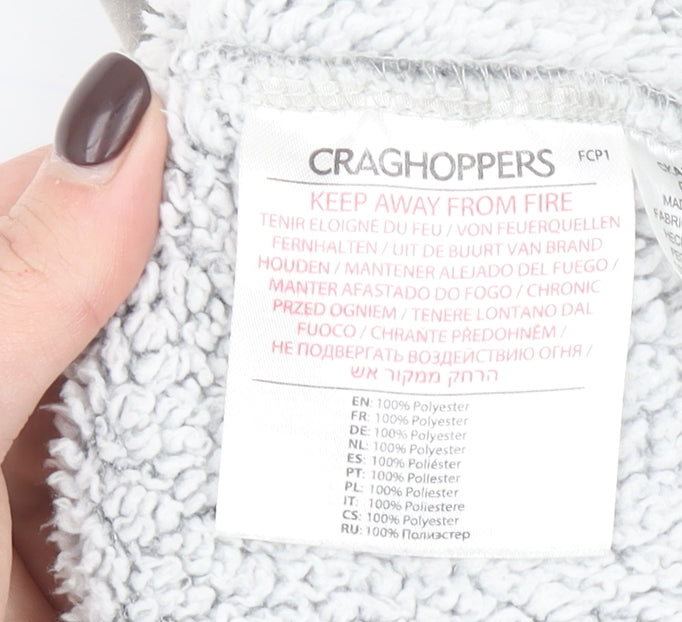 CRAGHOPPERS FCP1
KEEP AWAY FROM FIRE
TENIR ELOIGNÉ DU FEU / VON FEUERQUELLEN
FERNHALTEN / UIT DE BUURT VAN BRAND
HOUDEN / MANTENER ALEJADO DEL FUEGO /
MANTER AFASTADO DO FOGO / CHRONIC
PRZED OGNIEM / TENERE LONTANO DAL
FUOCO / CHRAŇTE PŘEDOHNĚM /
НЕ ПОДВЕРГАТЬ ВОЗДЕЙСТВИЮ ОГНЯ /
הרחק ממקור אש
EN: 100% Polyester
FR: 100% Polyester
DE: 100% Polyester
NL: 100% Polyester
ES: 100% Poliéster
PT: 100% Poliester
PL: 100% Poliester
IT: 100% Poliestere
CS: 100% Polyester
RU: 100% Полиэстер